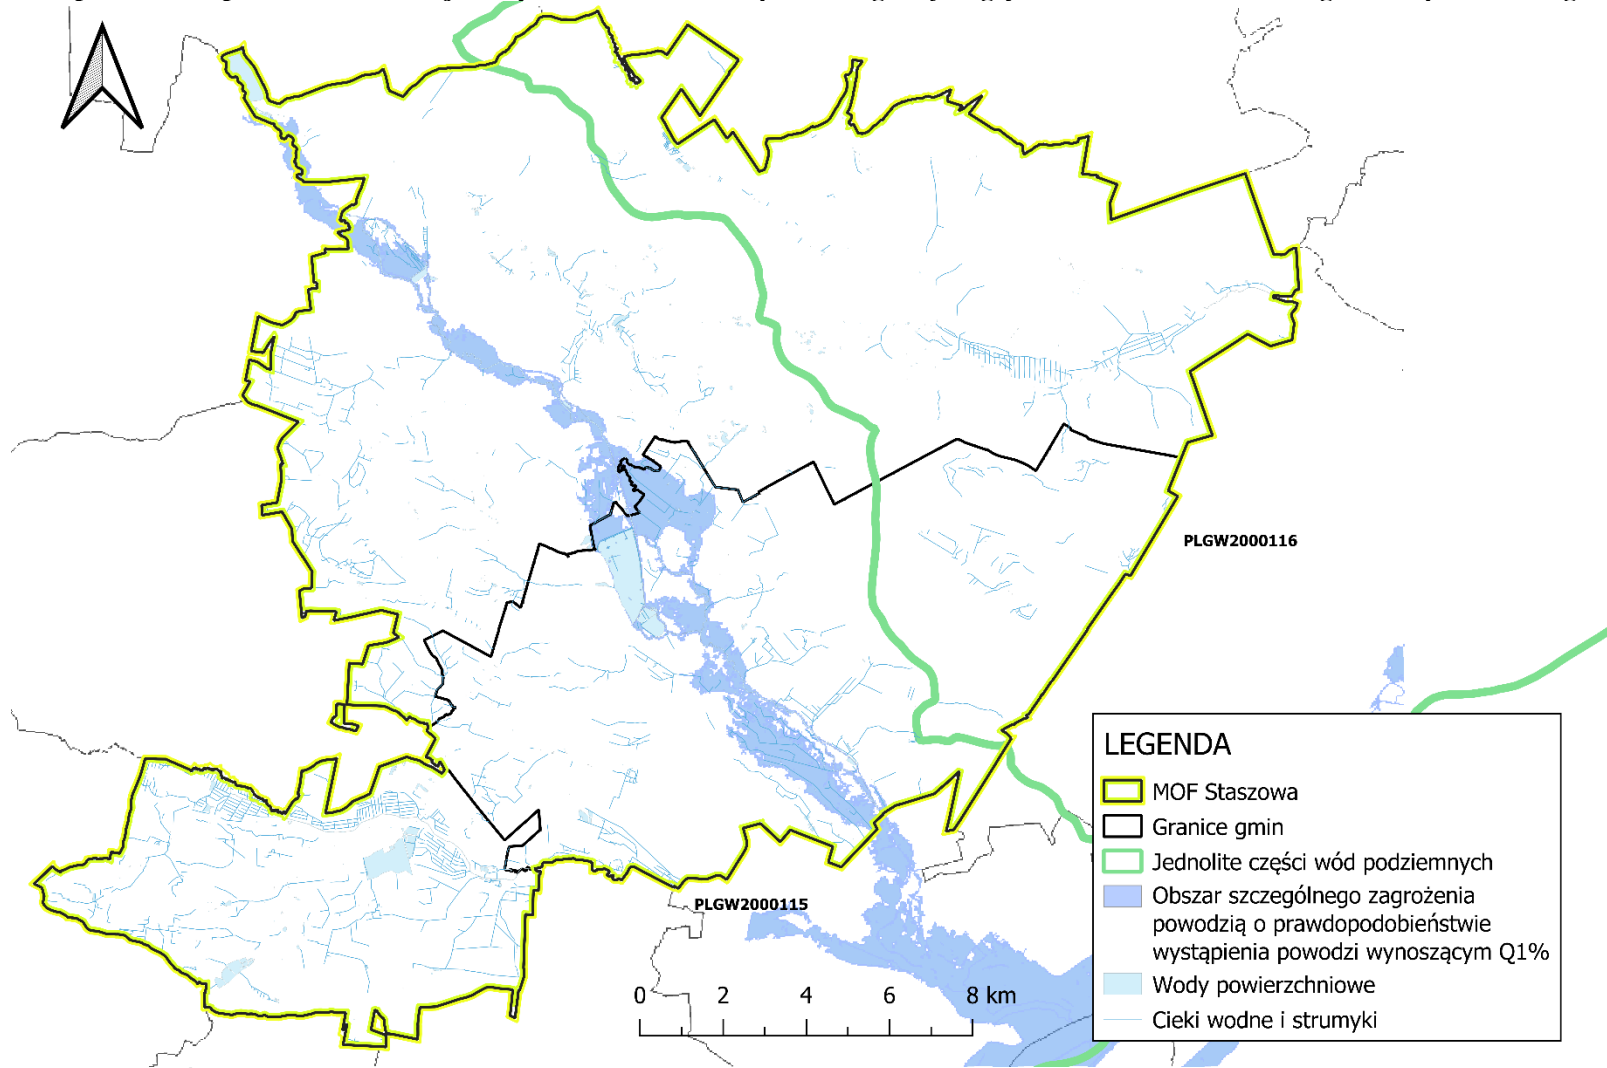 PLGW2000116
PLGW2000115
0 2 4 6 8 km
LEGENDA
MOF Staszowa
Granice gmin
Jednolite części wód podziemnych
Obszar szczególnego zagrożenia
powodzią o prawdopodobieństwie
wystąpienia powodzi wynoszącym Q1%
Wody powierzchniowe
Cieki wodne i strumyki